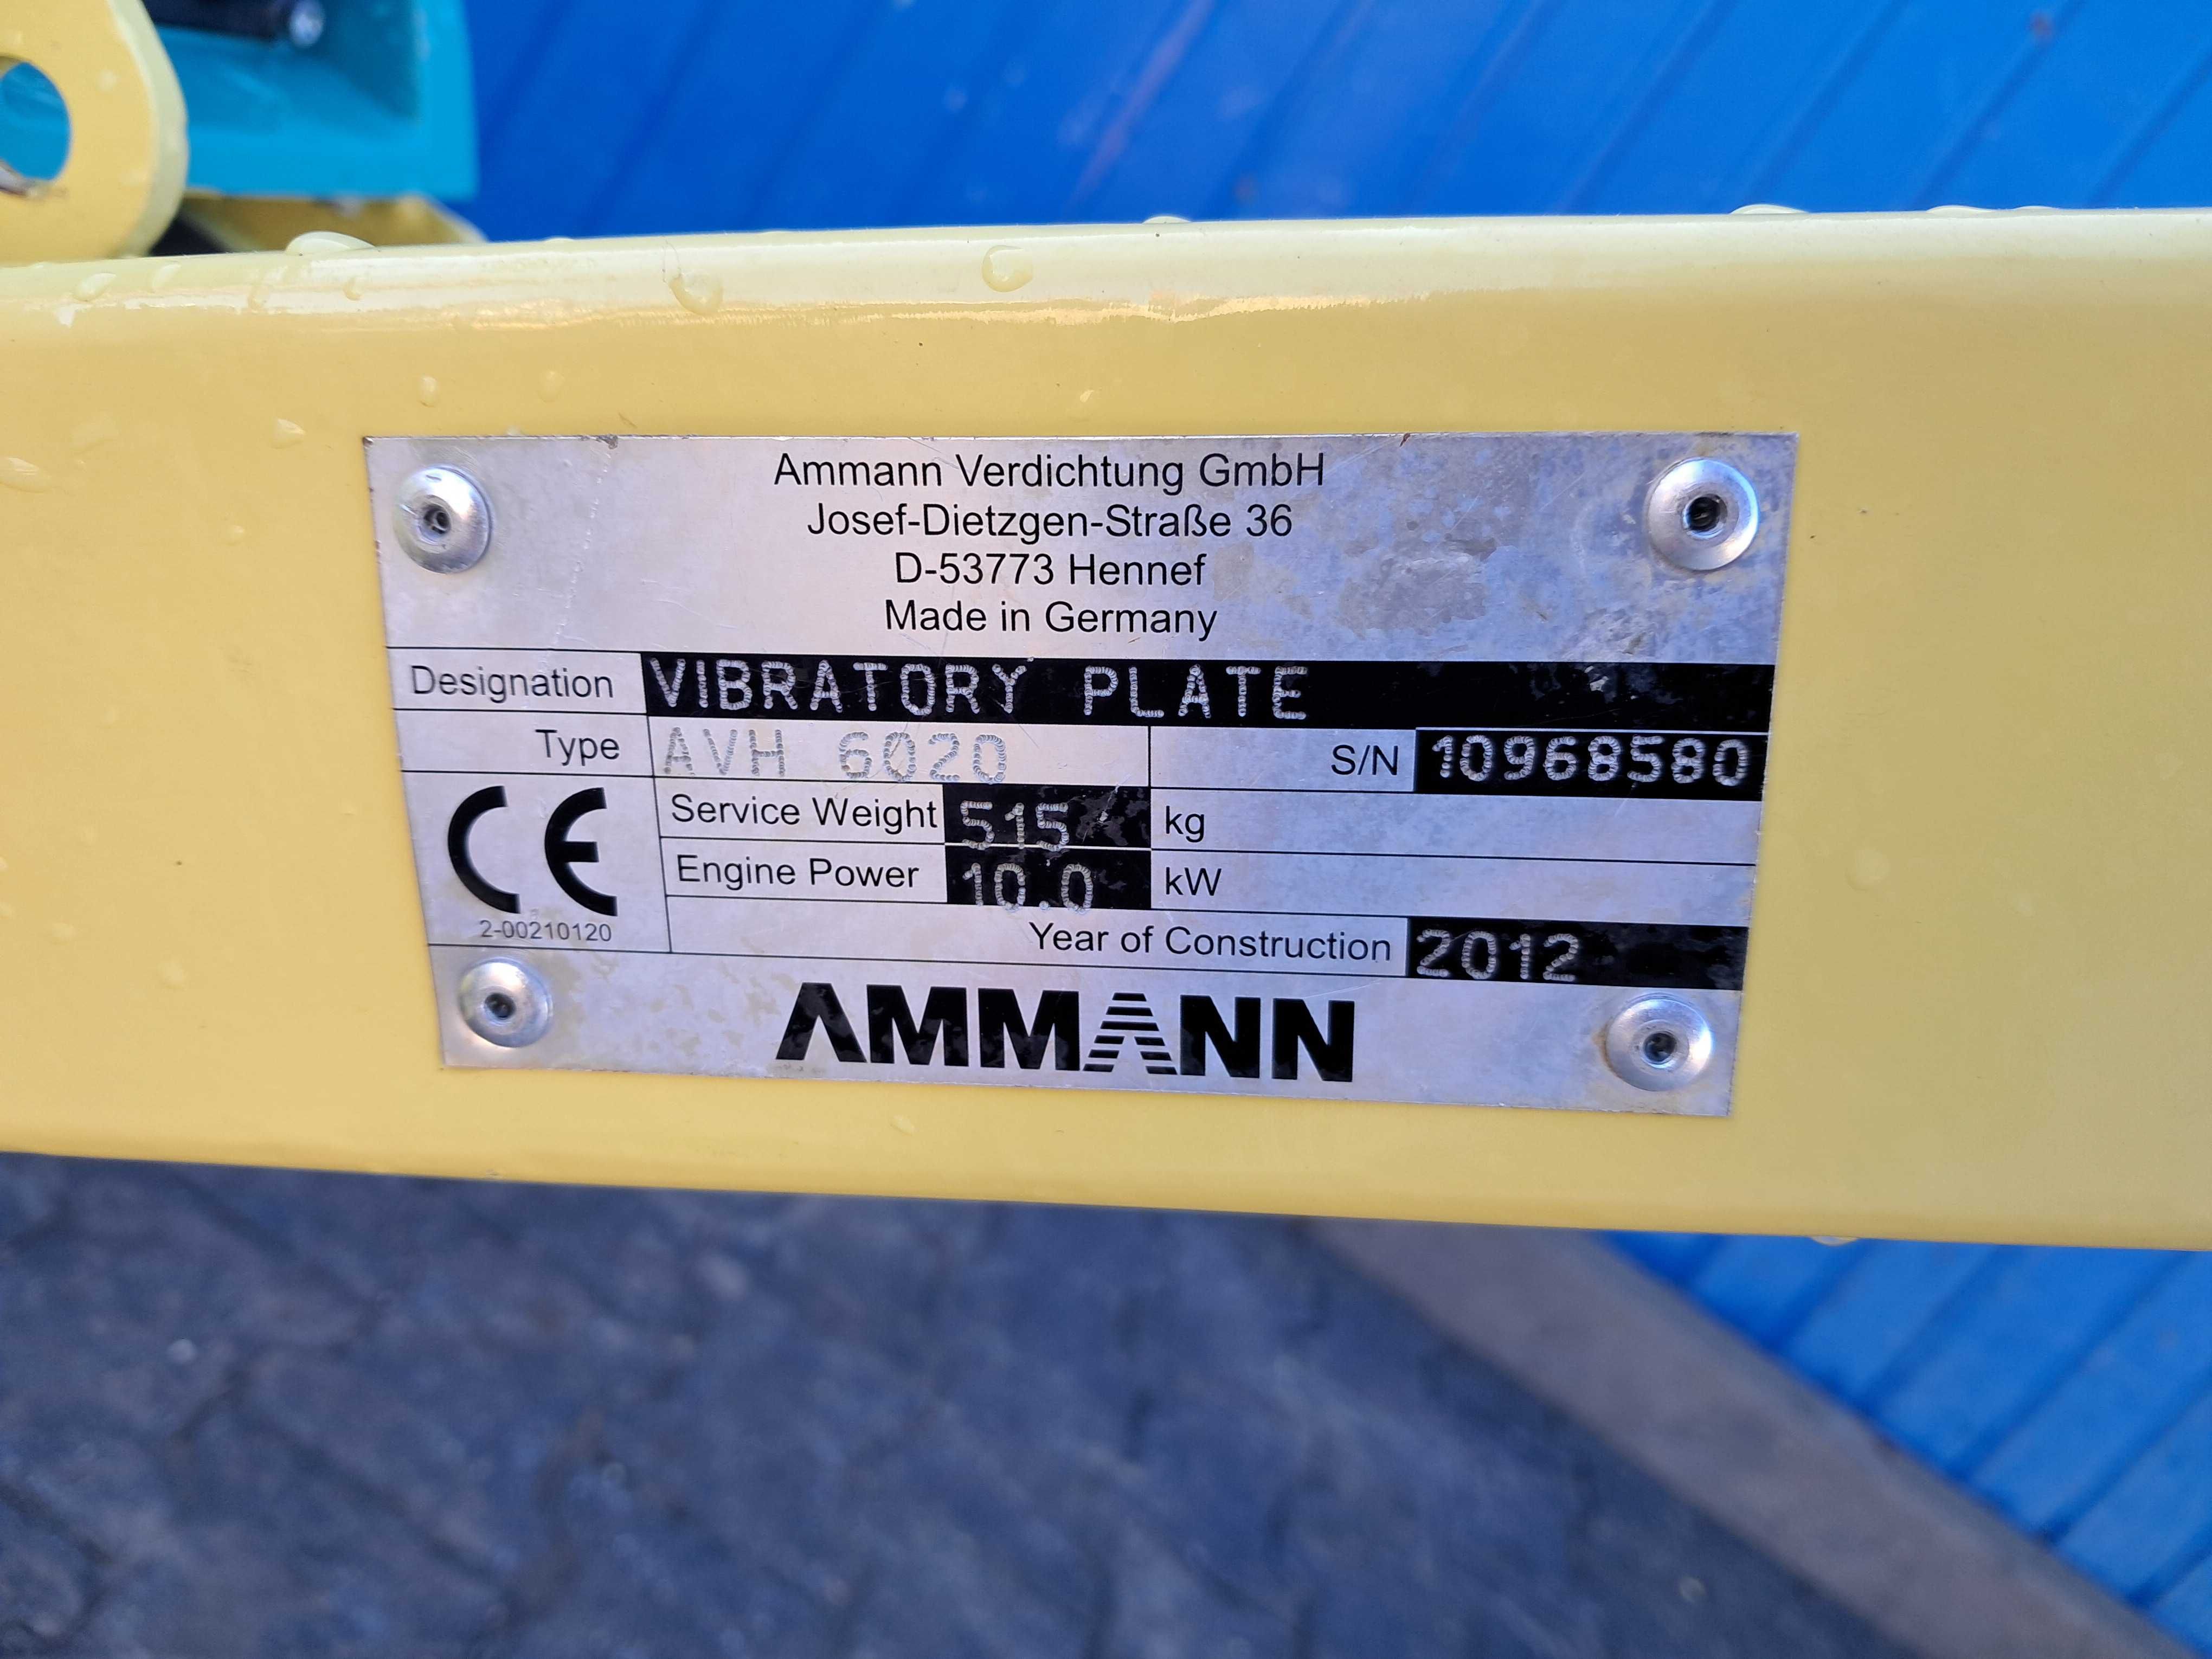 Ammann Verdichtung GmbH
Josef-Dietzgen-Straße 36
D-53773 Hennef
Made in Germany
Designation VIBRATORY PLATE
Type AVH 6020 S/N 10968580
CE Service Weight 515 kg
Engine Power 10.0 kW
2-00210120
Year of Construction 2012
AMMANN